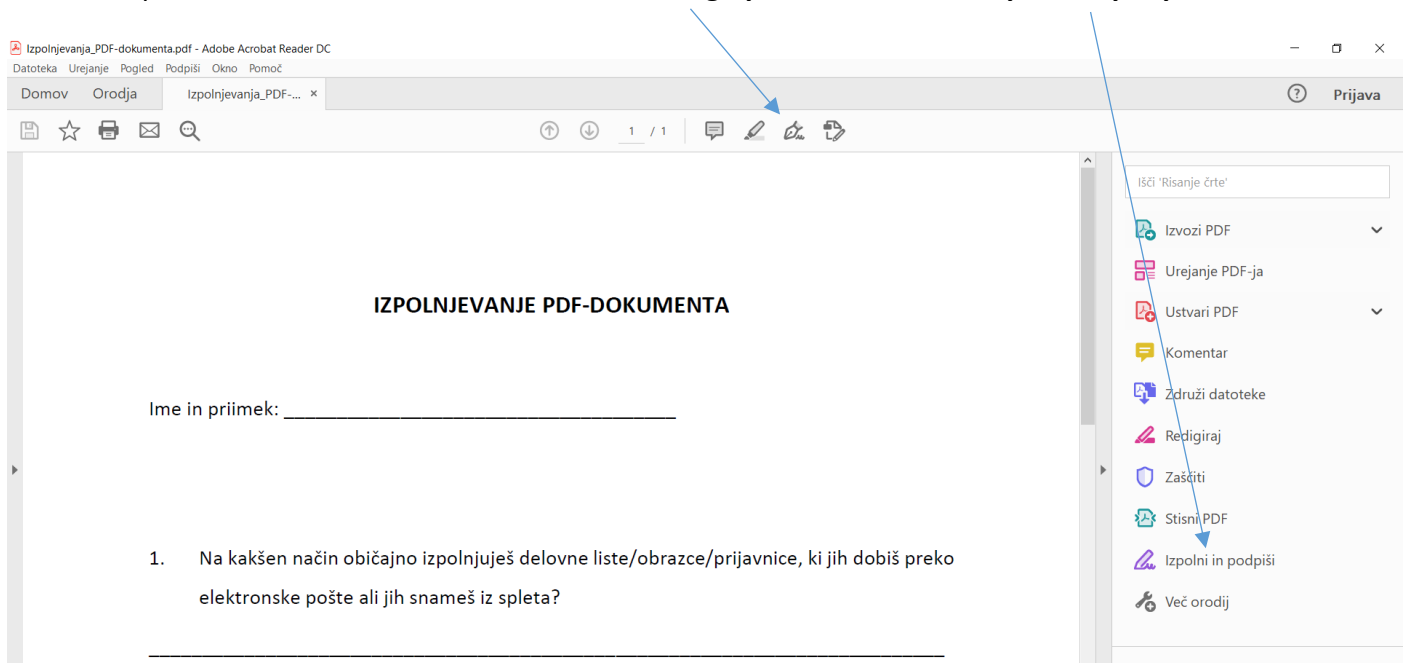 Izpolnjevanja_PDF-dokumenta.pdf - Adobe Acrobat Reader DC
Datoteka Urejanje Pogled Podpiši Okno Pomoč
Domov Orodja Izpolnjevanja_PDF-... × ? Prijava
1 / 1
Išči 'Risanje črte'
Izvozi PDF
Urejanje PDF-ja
Ustvari PDF
Komentar
Združi datoteke
Redigiraj
Zaščiti
Stisni PDF
Izpolni in podpiši
Več orodij
IZPOLNJEVANJE PDF-DOKUMENTA
Ime in priimek: ______________________________________
1. Na kakšen način običajno izpolnjuješ delovne liste/obrazce/prijavnice, ki jih dobiš preko
elektronske pošte ali jih snameš iz spleta?